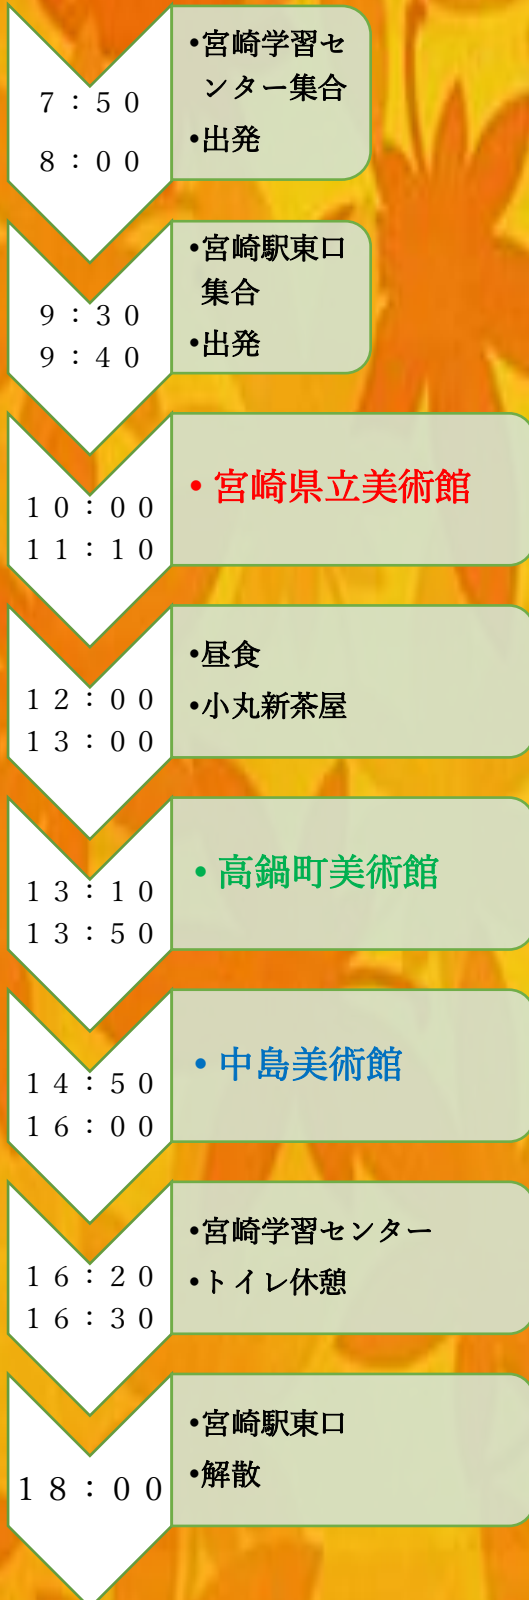 ７：５０
８：００
•宮崎学習セ
ンター集合
•出発
９：３０
９：４０
•宮崎駅東口
集合
•出発
１０：００
１１：１０
•宮崎県立美術館
１２：００
１３：００
•昼食
•小丸新茶屋
１３：１０
１３：５０
•高鍋町美術館
１４：５０
１６：００
•中島美術館
１６：２０
１６：３０
•宮崎学習センター
•トイレ休憩
１８：００
•宮崎駅東口
•解散